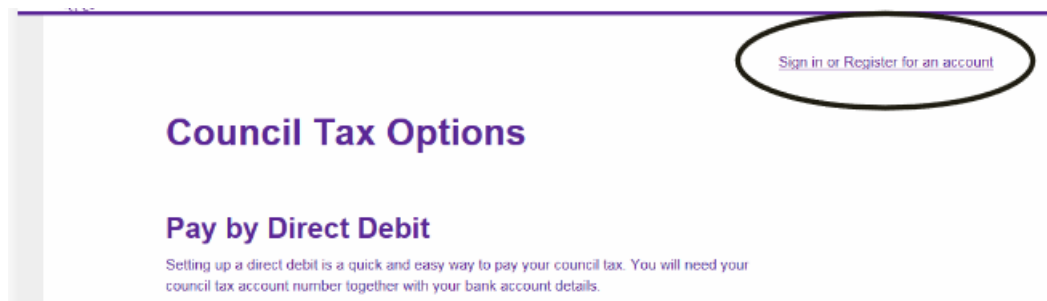 Sign in or Register for an account
Council Tax Options
Pay by Direct Debit
Setting up a direct debit is a quick and easy way to pay your council tax. You will need your
council tax account number together with your bank account details.